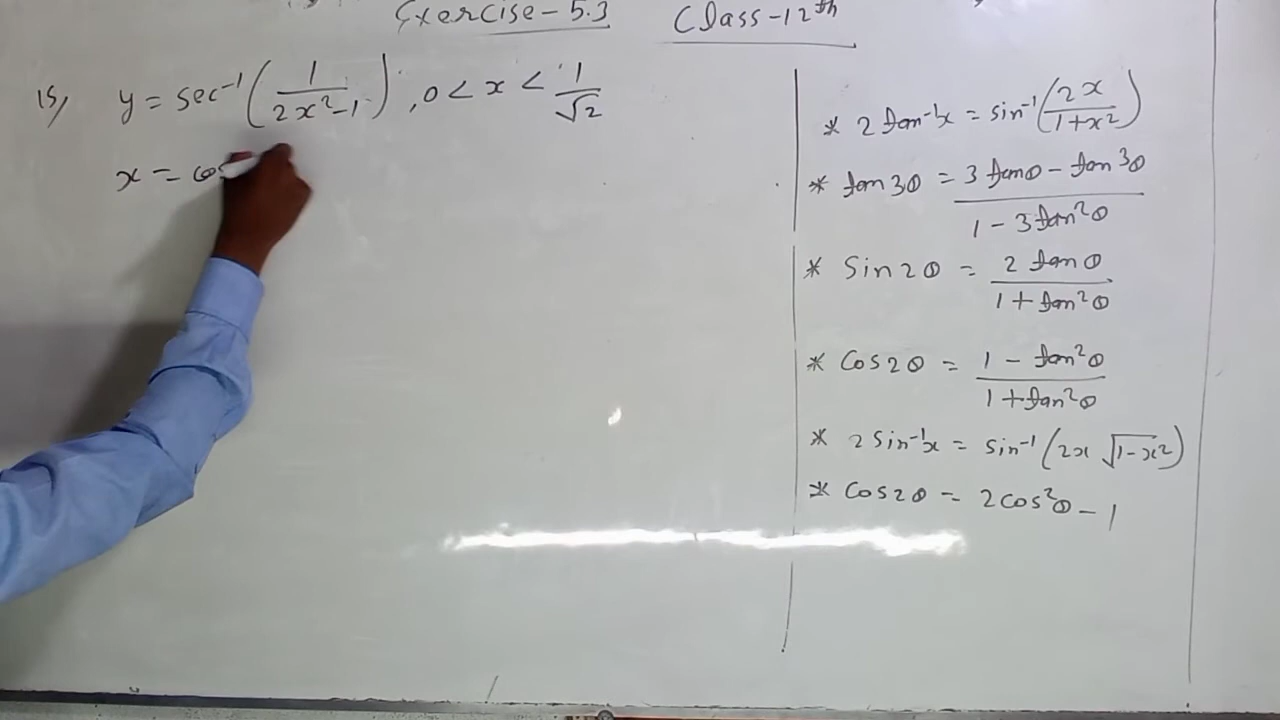 Exercise-5.3 Class-12th
15, y = sec⁻¹(1/(2x²-1)), 0 < x < 1/√2
x = cos
* 2 tan⁻¹x = sin⁻¹(2x/(1+x²))
* tan 3θ = (3 tanθ - tan³θ)/(1 - 3tan²θ)
* Sin 2θ = (2 tanθ)/(1 + tan²θ)
* Cos 2θ = (1 - tan²θ)/(1 + tan²θ)
* 2 sin⁻¹x = sin⁻¹(2x √(1-x²))
* Cos 2θ = 2cos²θ - 1